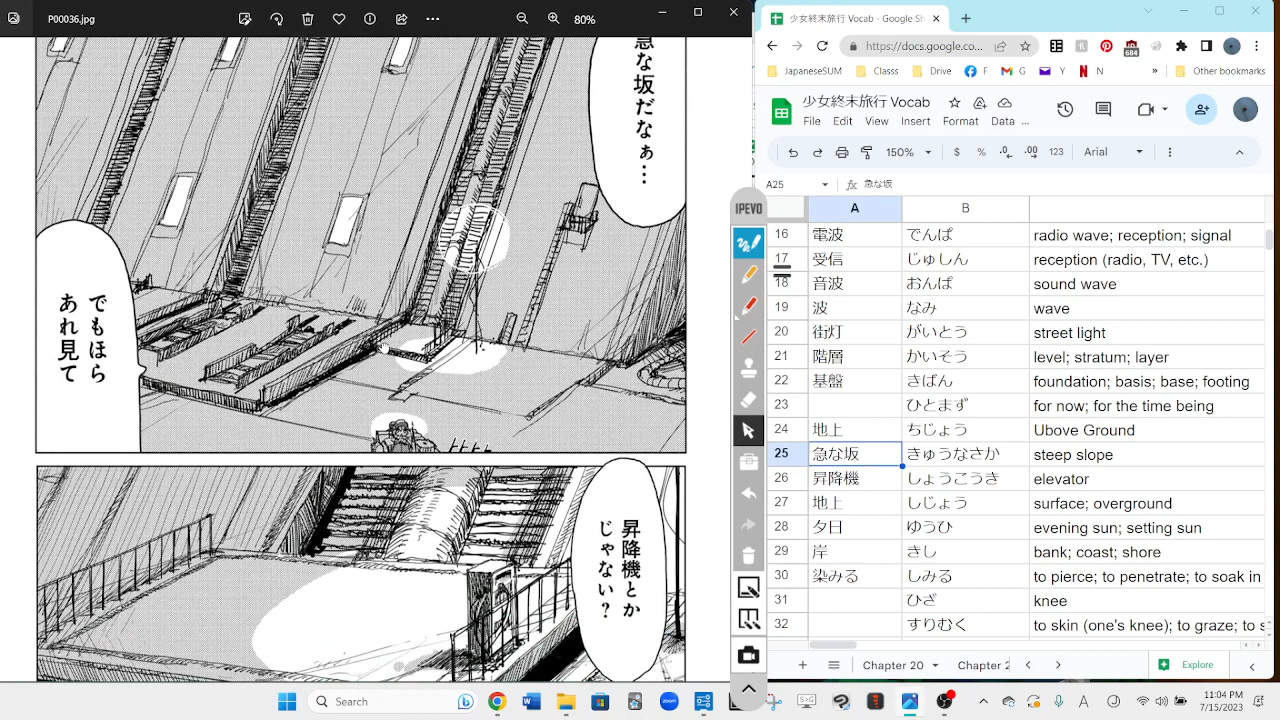 P00036.jpg
80%
急な坂だなぁ…
でもほら
あれ見て
昇降機とか
じゃない？
IPEVO
少女終末旅行 Vocab - Google Sh
https://docs.google.co...
684
JapaneseSUM
Classs
Drive
F
G
Y
N
»
Other bookmarks
少女終末旅行 Vocab
File Edit View Insert Format Data ...
150% $ % .0 .00 123 Arial
A25 fx 急な坂
A B
16 電波 でんぱ radio wave; reception; signal
17 受信 じゅしん reception (radio, TV, etc.)
18 音波 おんぱ sound wave
19 波 なみ wave
20 街灯 がいとう street light
21 階層 かいそう level; stratum; layer
22 基盤 きばん foundation; basis; base; footing
23 ひとまず for now; for the time being
24 地上 ちじょう Ubove Ground
25 急な坂 きゅうなさか steep slope
26 昇降機 しょうこうき elelator
27 地上 しじょう surface; overground
28 夕日 ゆうひ evening sun; setting sun
29 岸 きし bank; coast; shore
30 染みる しみる to pierce; to penetrate; to soak in
31 ひざ knee
32 すりむく to skin (one's knee); to graze; to s
Chapter 20
Chapter 2
Explore
Search
11:04 PM
7/15/2023